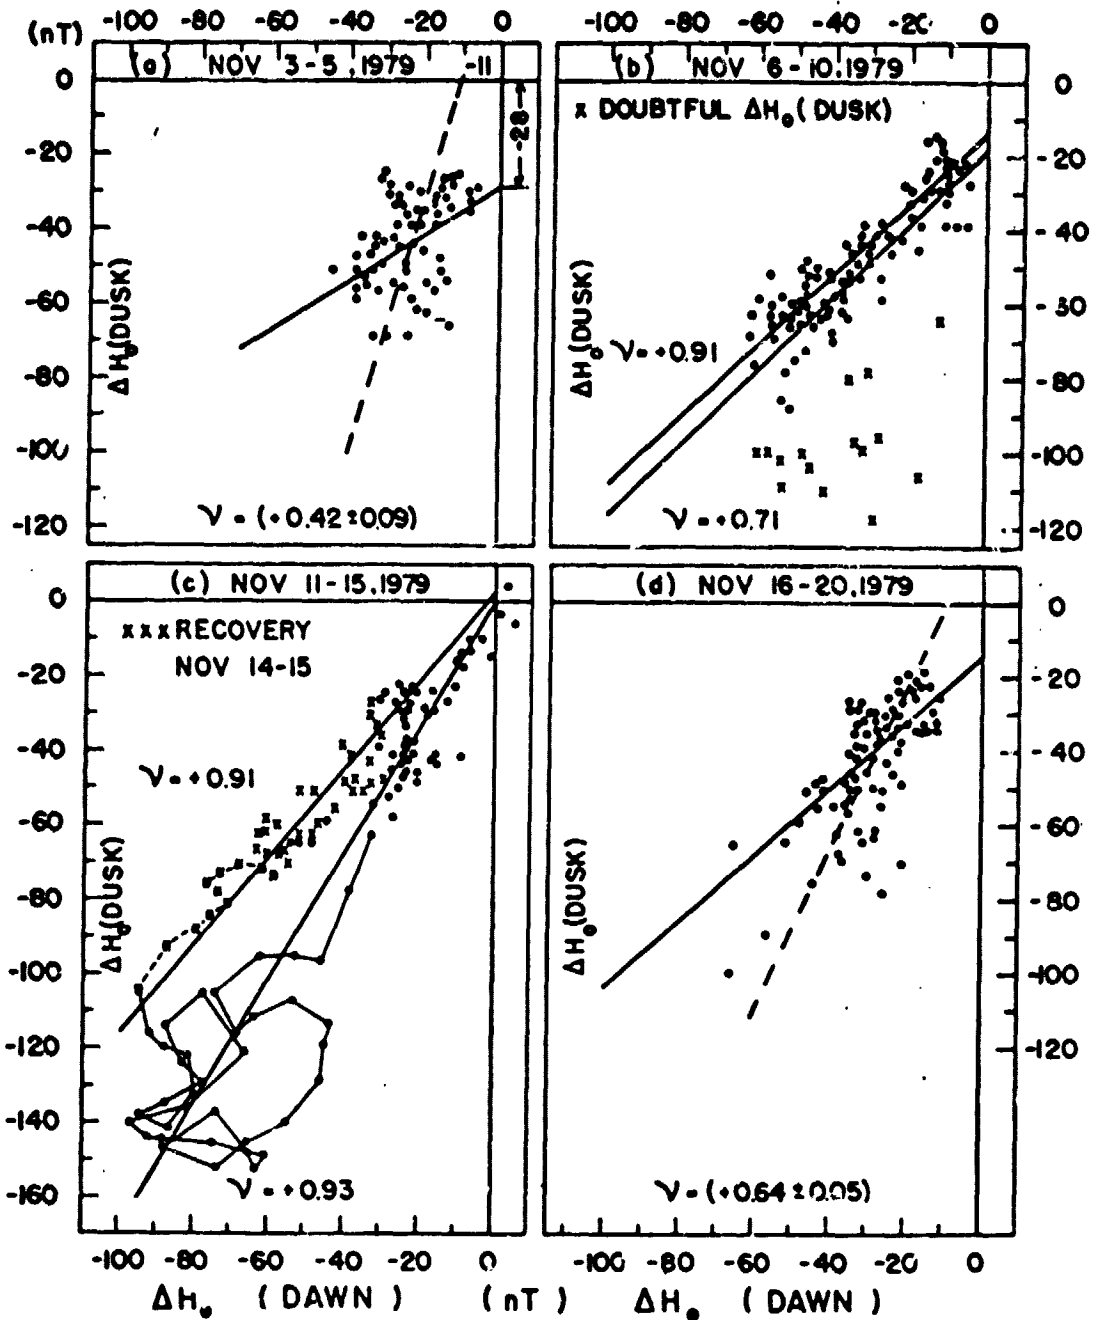 -100 -80 -60 -40 -20 0 -100 -80 -60 -40 -20 0
(nT)
(a) NOV 3-5, 1979 -11
(b) NOV 6-10, 1979
0
-20
-40
-60
-80
-100
-120
ΔH₀(DUSK)
-28
γ = (+0.42±0.09)
x DOUBTFUL ΔH₀(DUSK)
ΔH₀(DUSK)
γ = +0.91
γ = +0.71
0
-20
-40
-60
-80
-100
-120
(c) NOV 11-15, 1979
(d) NOV 16-20, 1979
0
-20
-40
-60
-80
-100
-120
-140
-160
xxx RECOVERY
NOV 14-15
γ = +0.91
ΔH₀(DUSK)
γ = +0.93
ΔH₀(DUSK)
γ = (+0.64±0.05)
0
-20
-40
-60
-80
-100
-120
-100 -80 -60 -40 -20 0 -100 -80 -60 -40 -20 0
ΔH₀ (DAWN) (nT) ΔH₀ (DAWN)